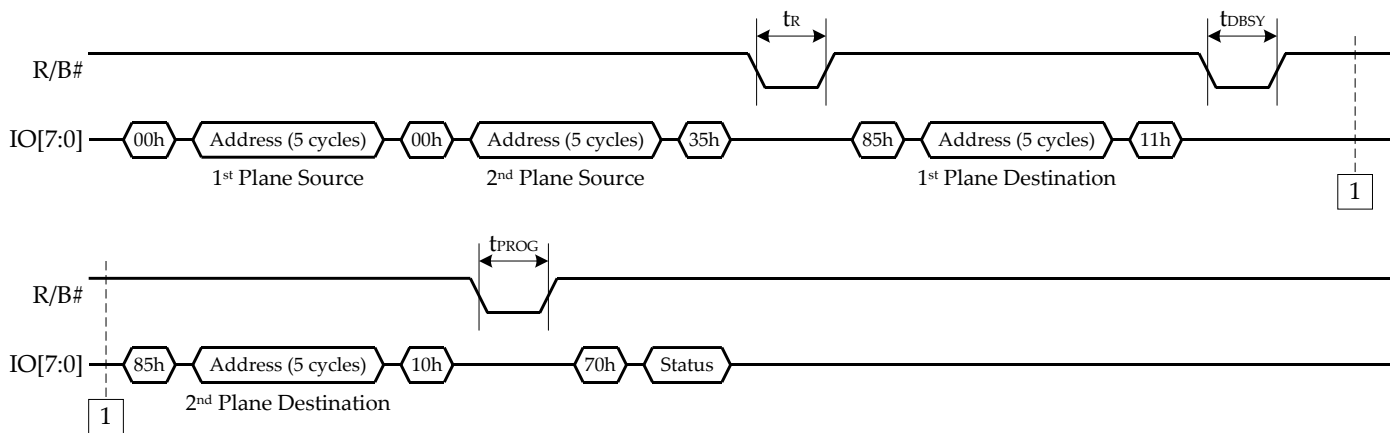 tR tDBSY
R/B#
IO[7:0] 00h Address (5 cycles) 00h Address (5 cycles) 35h 85h Address (5 cycles) 11h
1st Plane Source 2nd Plane Source 1st Plane Destination
1
tPROG
R/B#
IO[7:0] 85h Address (5 cycles) 10h 70h Status
2nd Plane Destination
1